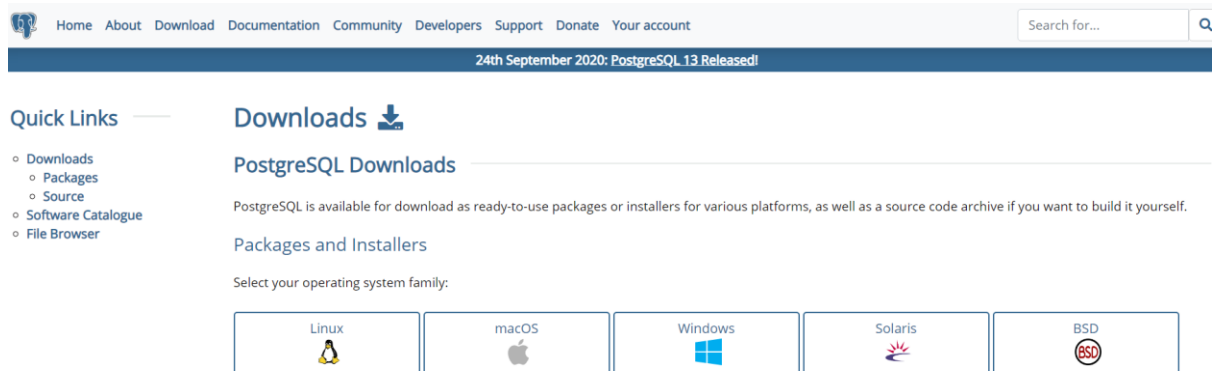 Home About Download Documentation Community Developers Support Donate Your account Search for...
24th September 2020: PostgreSQL 13 Released!
Quick Links
Downloads
Packages
Source
Software Catalogue
File Browser
Downloads
PostgreSQL Downloads
PostgreSQL is available for download as ready-to-use packages or installers for various platforms, as well as a source code archive if you want to build it yourself.
Packages and Installers
Select your operating system family:
Linux
macOS
Windows
Solaris
BSD
BSD